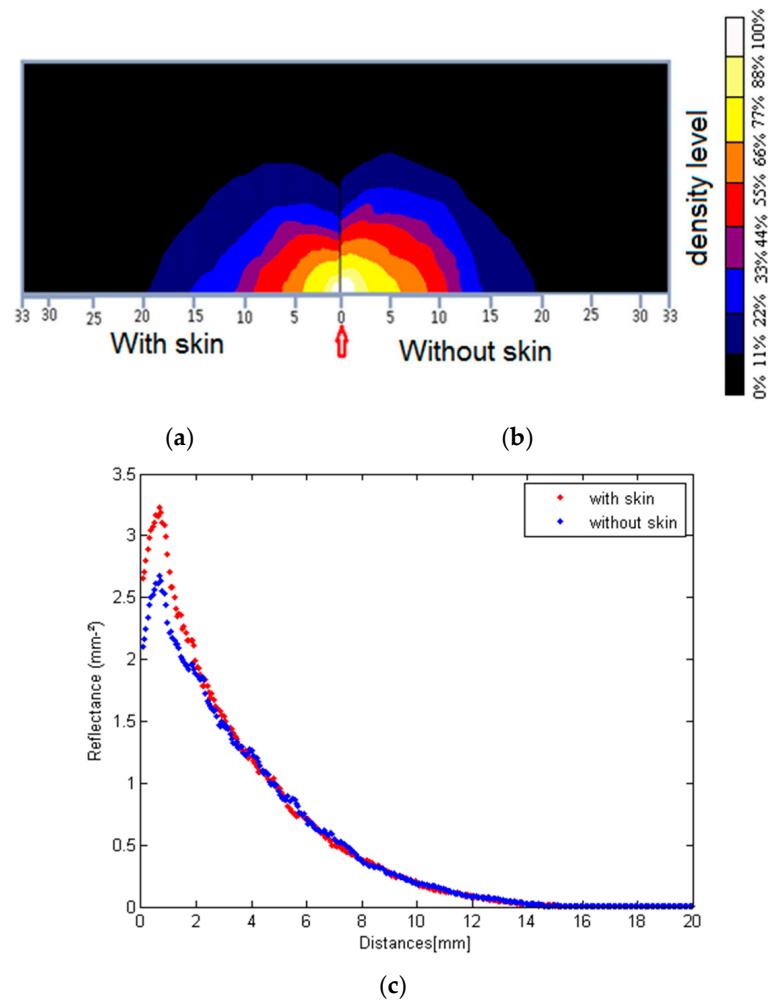 33 30 25 20 15 10 5 0 5 10 15 20 25 30 33
With skin
Without skin
density level
0% 11% 22% 33% 44% 55% 66% 77% 88% 100%
(a)
(b)
3.5
3
2.5
2
1.5
1
0.5
0
Reflectance (mm-²)
with skin
without skin
0 2 4 6 8 10 12 14 16 18 20
Distances[mm]
(c)